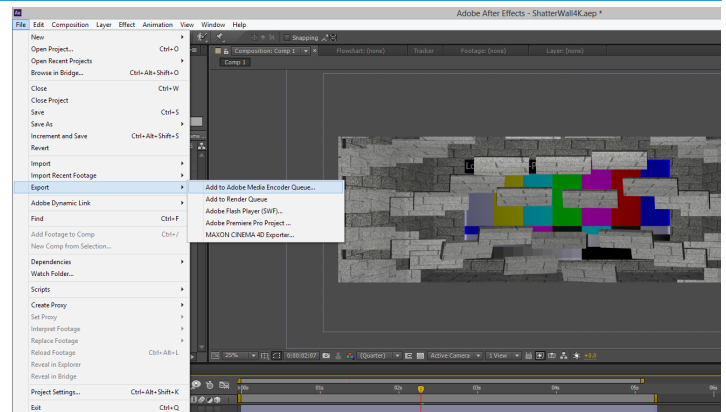 Ae
Adobe After Effects - ShatterWall4K.aep *
File Edit Composition Layer Effect Animation View Window Help
New
Open Project... Ctrl+O
Open Recent Projects
Browse in Bridge... Ctrl+Alt+Shift+O
Close Ctrl+W
Close Project
Save Ctrl+S
Save As
Increment and Save Ctrl+Alt+Shift+S
Revert
Import
Import Recent Footage
Export
Adobe Dynamic Link
Find Ctrl+F
Add Footage to Comp Ctrl+/
New Comp from Selection...
Dependencies
Watch Folder...
Scripts
Create Proxy
Set Proxy
Interpret Footage
Replace Footage
Reload Footage Ctrl+Alt+L
Reveal in Explorer
Reveal in Bridge
Project Settings... Ctrl+Alt+Shift+K
Exit Ctrl+Q
Add to Adobe Media Encoder Queue...
Add to Render Queue
Adobe Flash Player (SWF)...
Adobe Premiere Pro Project ...
MAXON CINEMA 4D Exporter...
Snapping
Composition: Comp 1 Flowchart: (none) Tracker Footage: (none) Layer: (none)
Comp 1
25% 0:00:02:07 (Quarter) Active Camera 1 View +0.0
01s 02s 03s 04s 05s 06s